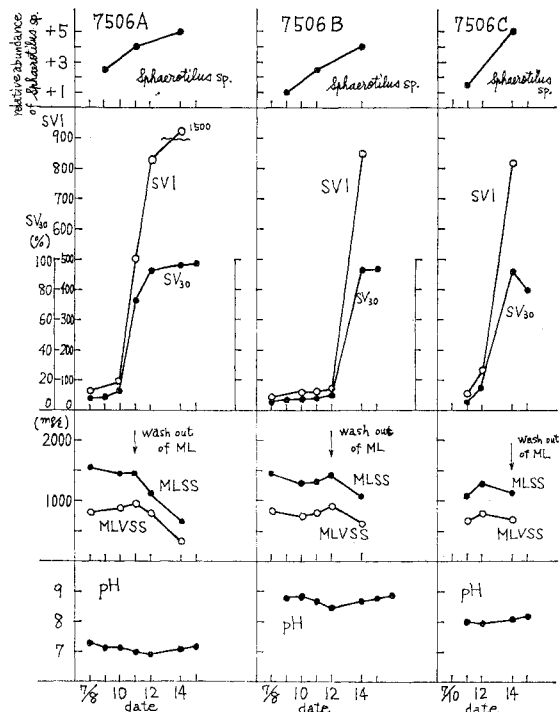 7506A
7506B
7506C
relative abundance
of Sphaerotilus sp.
+5
+3
+1
Sphaerotilus sp.
Sphaerotilus sp.
Sphaerotilus
sp.
SVI
900
800
700
600
1500
SVI
SVI
SVI
SV30
(%)
100
500
80
400
60
300
40
200
20
100
0
0
SV30
SV30
SV30
2000
1000
wash out
of ML
wash out
of ML
wash out
of ML
MLSS
MLSS
MLSS
MLVSS
MLVSS
MLVSS
9
8
7
pH
pH
pH
7/8
10
12
14
7/8
10
12
14
7/10
12
14
date
date
date